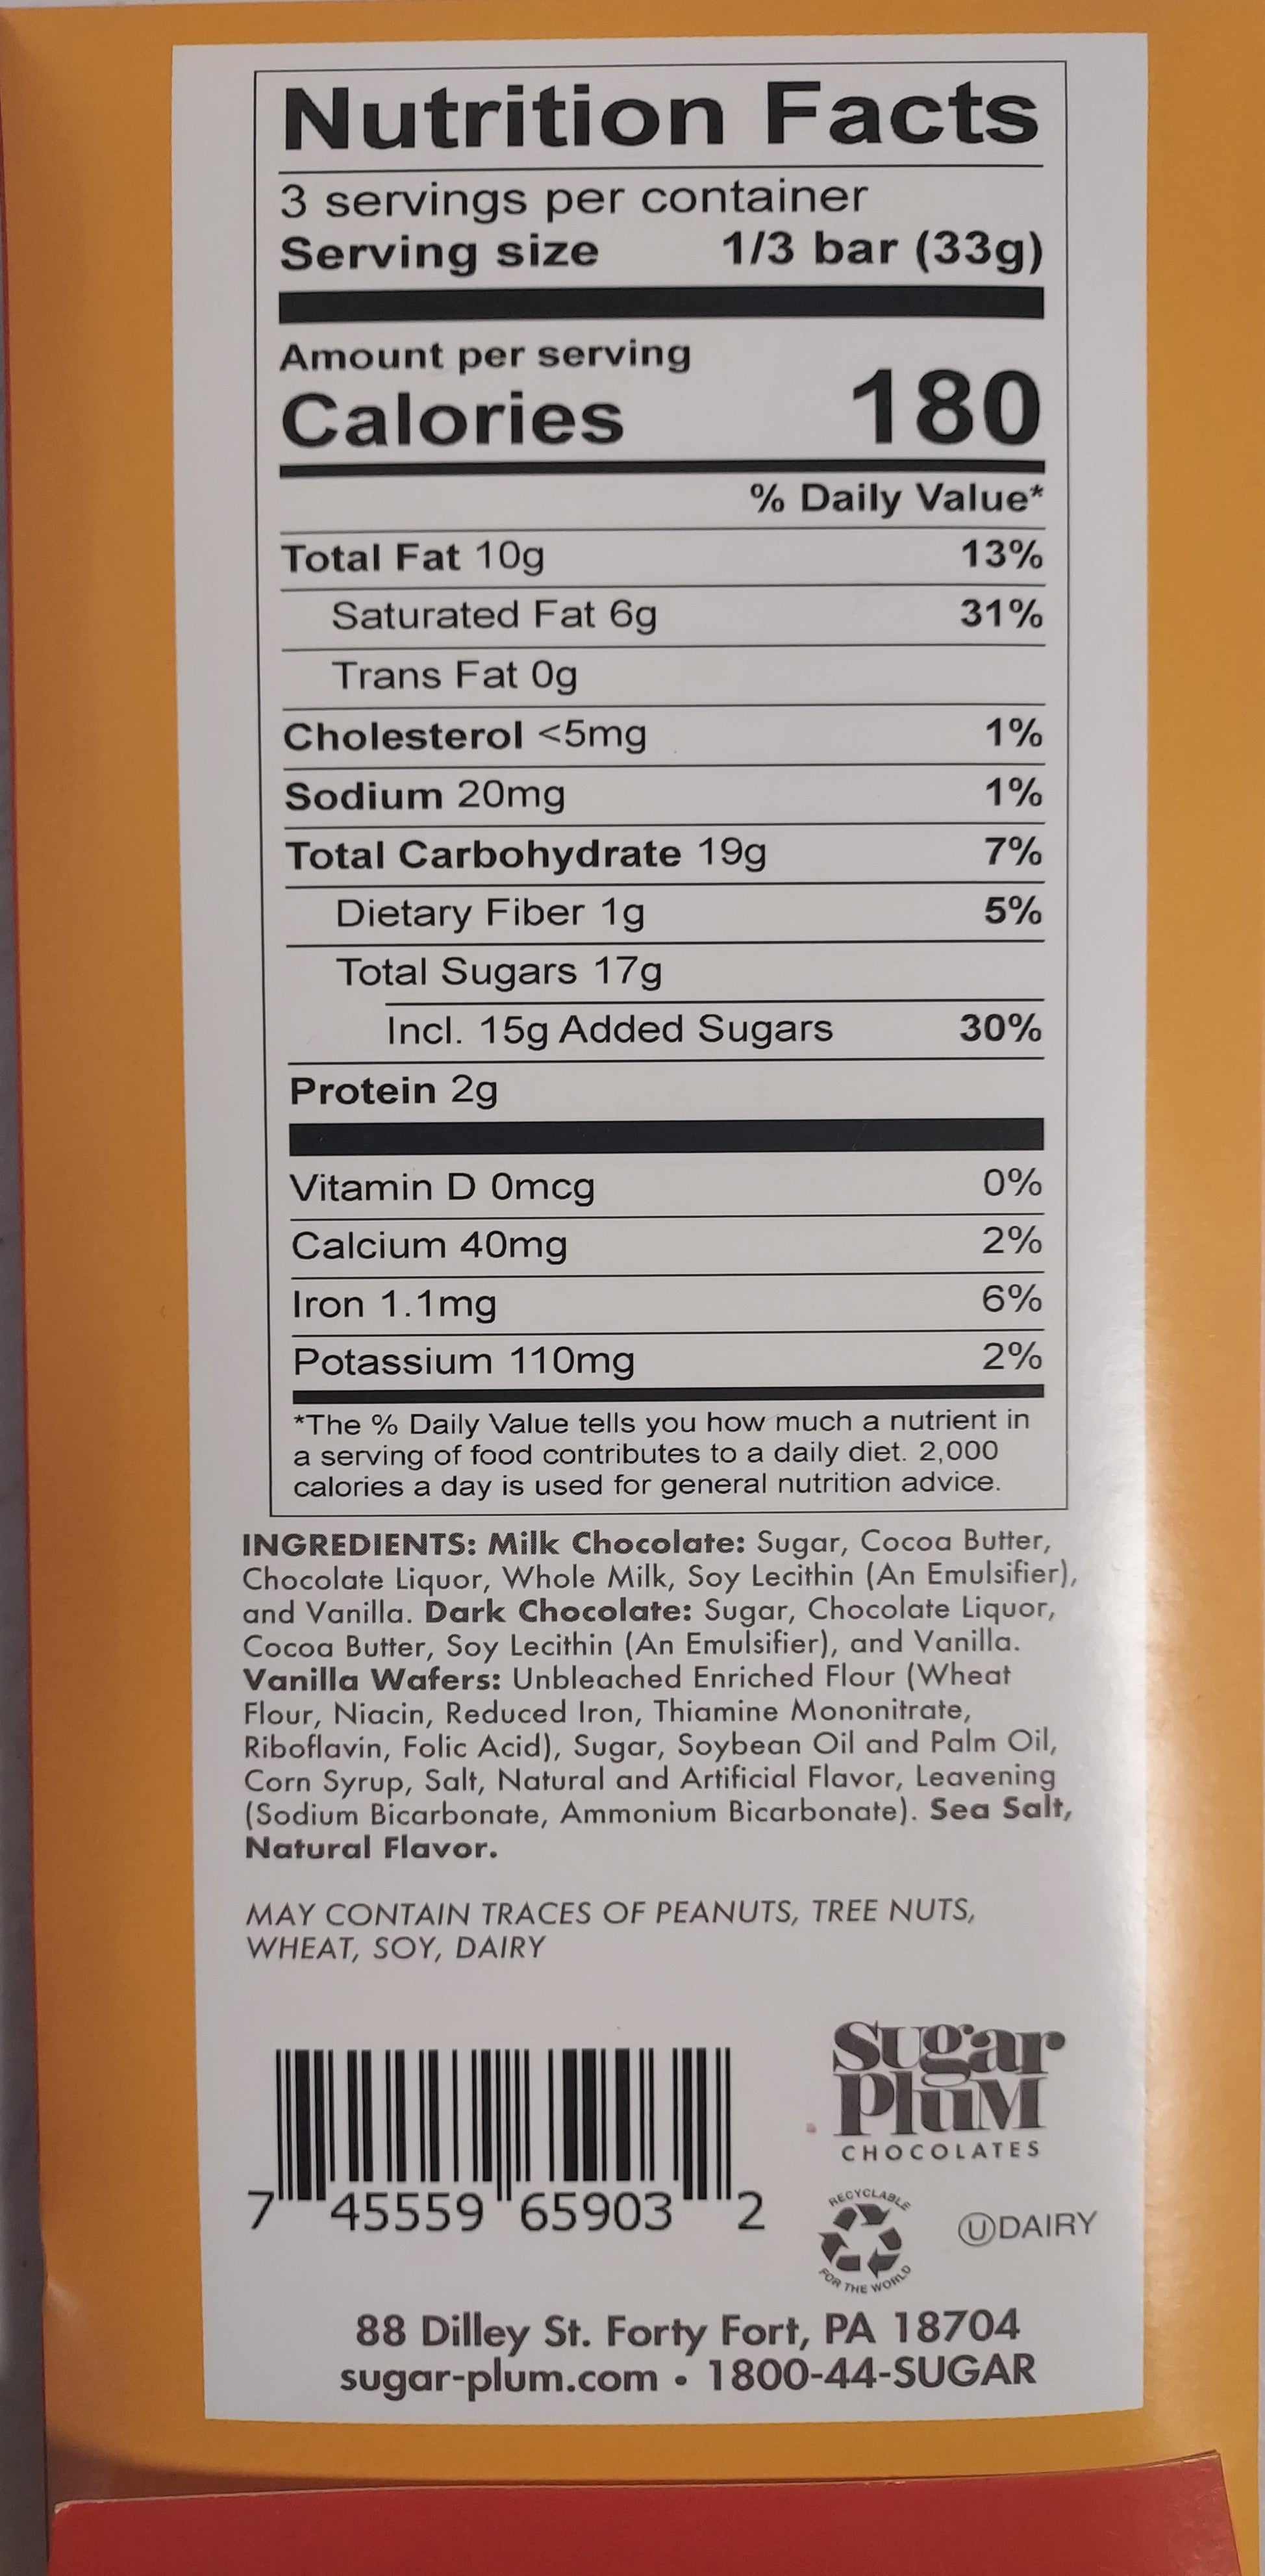 Nutrition Facts
3 servings per container
Serving size 1/3 bar (33g)
Amount per serving
Calories 180
% Daily Value*
Total Fat 10g 13%
Saturated Fat 6g 31%
Trans Fat 0g
Cholesterol <5mg 1%
Sodium 20mg 1%
Total Carbohydrate 19g 7%
Dietary Fiber 1g 5%
Total Sugars 17g
Incl. 15g Added Sugars 30%
Protein 2g
Vitamin D 0mcg 0%
Calcium 40mg 2%
Iron 1.1mg 6%
Potassium 110mg 2%
*The % Daily Value tells you how much a nutrient in
a serving of food contributes to a daily diet. 2,000
calories a day is used for general nutrition advice.
INGREDIENTS: Milk Chocolate: Sugar, Cocoa Butter,
Chocolate Liquor, Whole Milk, Soy Lecithin (An Emulsifier),
and Vanilla. Dark Chocolate: Sugar, Chocolate Liquor,
Cocoa Butter, Soy Lecithin (An Emulsifier), and Vanilla.
Vanilla Wafers: Unbleached Enriched Flour (Wheat
Flour, Niacin, Reduced Iron, Thiamine Mononitrate,
Riboflavin, Folic Acid), Sugar, Soybean Oil and Palm Oil,
Corn Syrup, Salt, Natural and Artificial Flavor, Leavening
(Sodium Bicarbonate, Ammonium Bicarbonate). Sea Salt,
Natural Flavor.
MAY CONTAIN TRACES OF PEANUTS, TREE NUTS,
WHEAT, SOY, DAIRY
Sugar
Plum
CHOCOLATES
7 45559 65903 2
RECYCLABLE
FOR THE WORLD
Ⓤ DAIRY
88 Dilley St. Forty Fort, PA 18704
sugar-plum.com • 1800-44-SUGAR